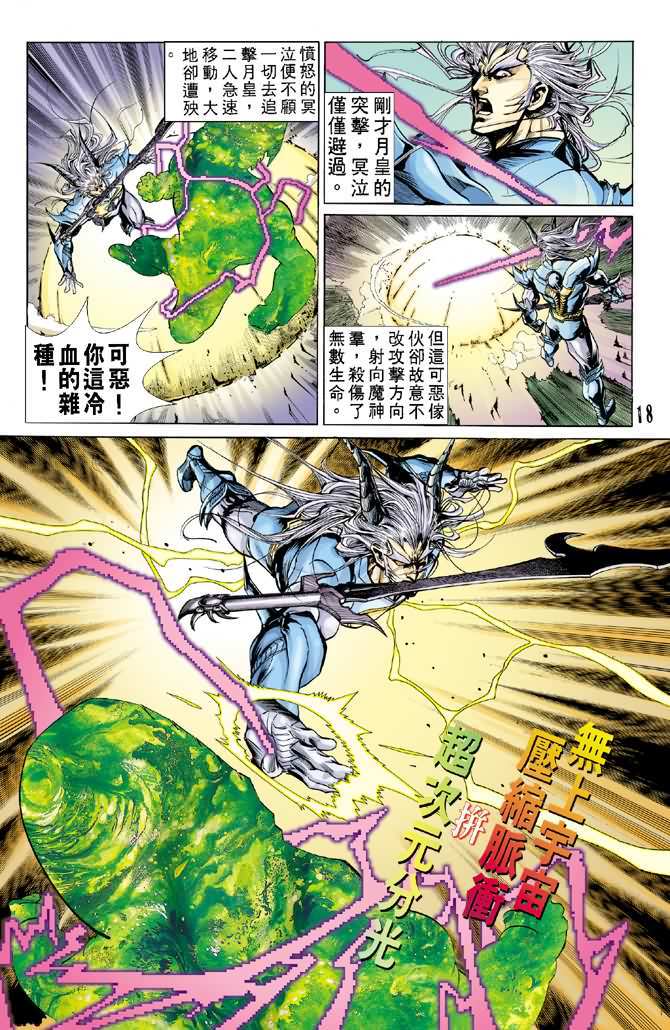 剛才月皇的
突擊，冥泣
僅僅避過。
但這可惡傢
伙卻故意不
改攻擊方向
，射向魔神
羣，殺傷了
無數生命。
憤怒的冥
泣便不顧
一切去追
擊月皇，
二人急速
移動，大
地卻遭殃
。
可惡！
你這冷
血的雜
種！
18
無上宇宙
壓縮脈衝
拼
超次元分光